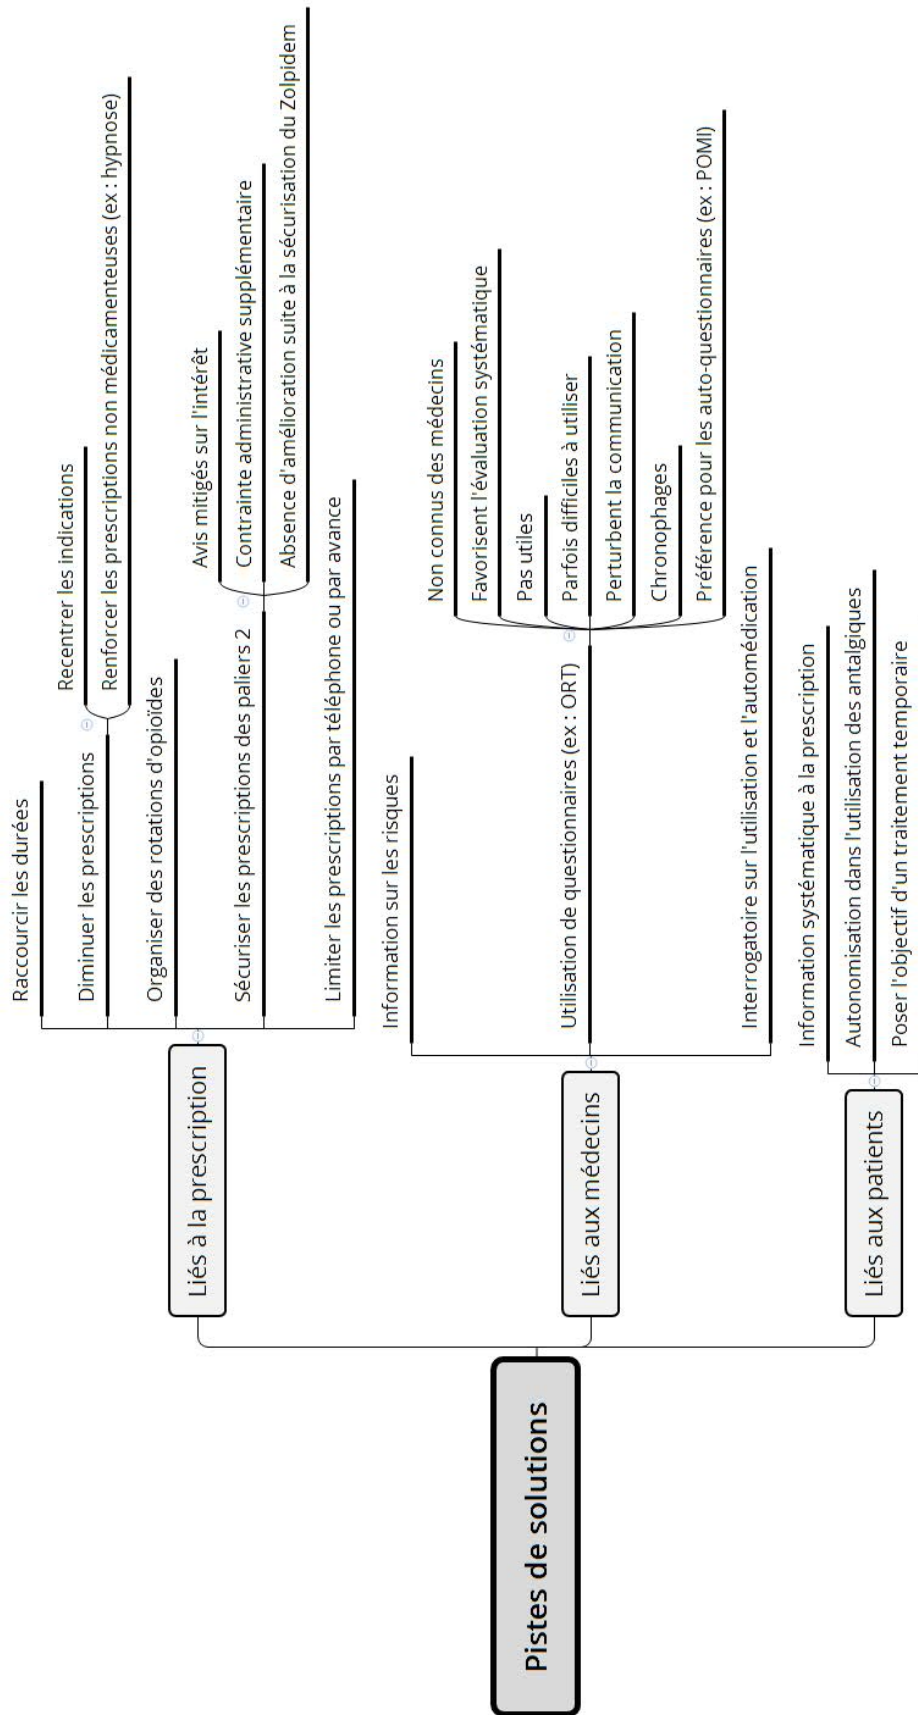 Pistes de solutions
Liés à la prescription
Raccourcir les durées
Diminuer les prescriptions
Recentrer les indications
Renforcer les prescriptions non médicamenteuses (ex : hypnose)
Organiser des rotations d'opioïdes
Sécuriser les prescriptions des paliers 2
Avis mitigés sur l'intérêt
Contrainte administrative supplémentaire
Absence d'amélioration suite à la sécurisation du Zolpidem
Limiter les prescriptions par téléphone ou par avance
Liés aux médecins
Information sur les risques
Utilisation de questionnaires (ex : ORT)
Non connus des médecins
Favorisent l'évaluation systématique
Pas utiles
Parfois difficiles à utiliser
Perturbent la communication
Chronophages
Préférence pour les auto-questionnaires (ex : POMI)
Interrogatoire sur l'utilisation et l'automédication
Liés aux patients
Information systématique à la prescription
Autonomisation dans l'utilisation des antalgiques
Poser l'objectif d'un traitement temporaire